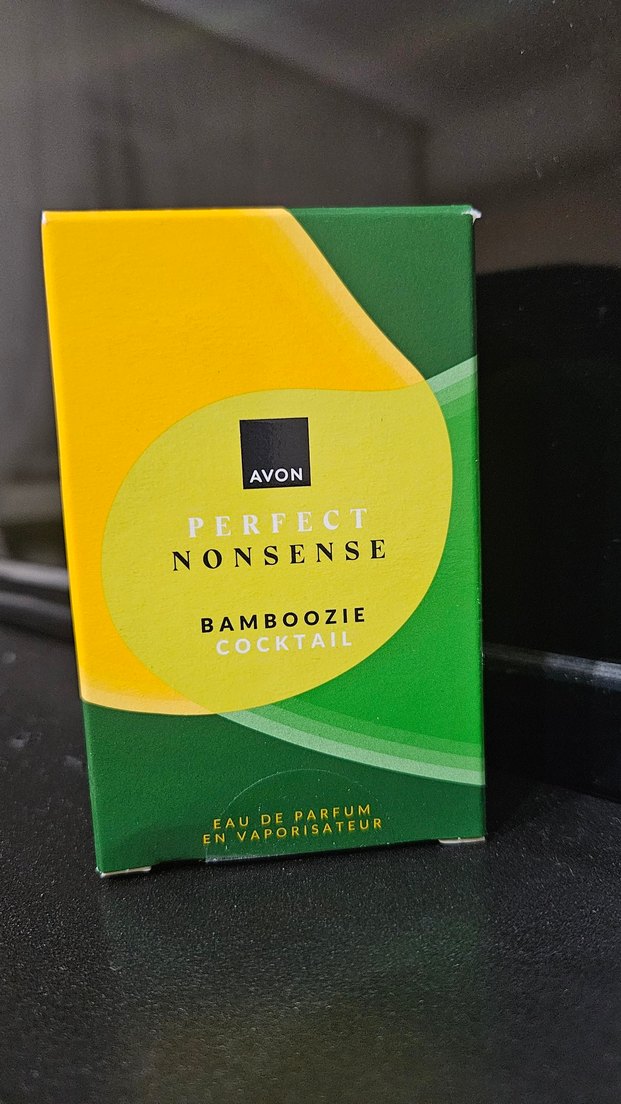 AVON
PERFECT
NONSENSE
BAMBOOZIE
COCKTAIL
EAU DE PARFUM
EN VAPORISATEUR